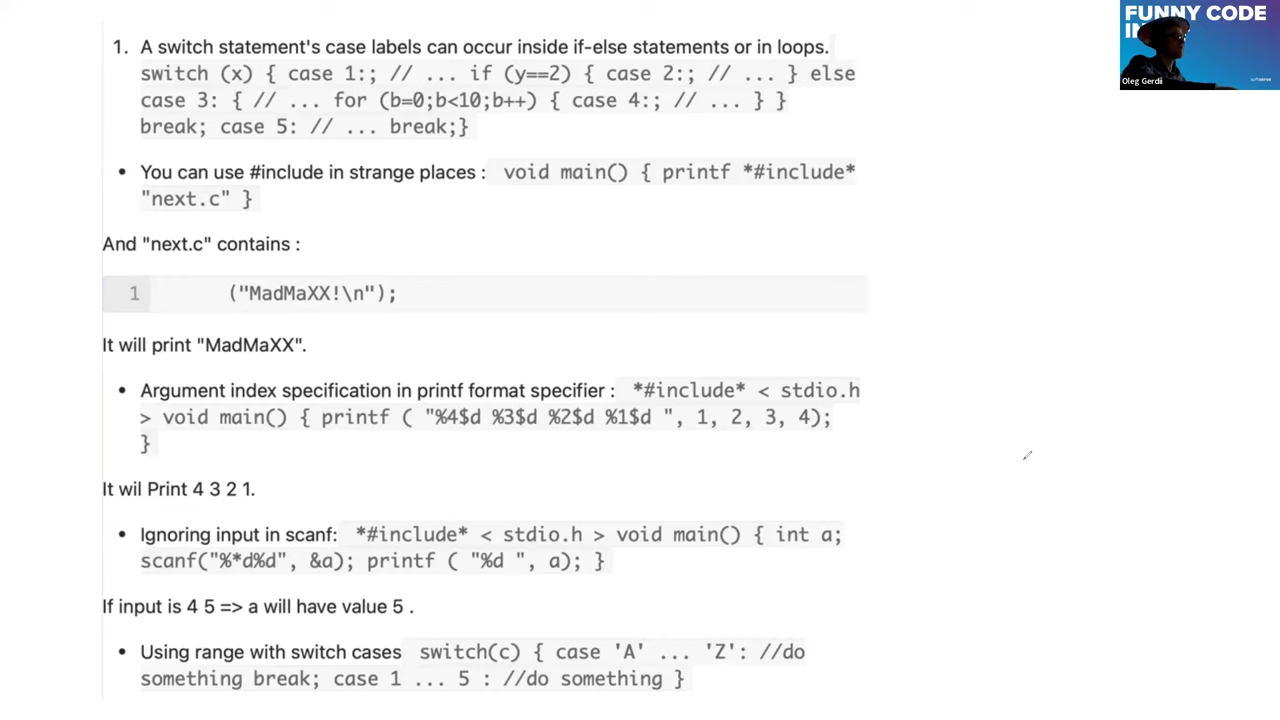 FUNNY CODE
IN
Oleg Gerdii
softserve
1. A switch statement's case labels can occur inside if-else statements or in loops.
switch (x) { case 1:; // ... if (y==2) { case 2:; // ... } else
case 3: { // ... for (b=0;b<10;b++) { case 4:; // ... } }
break; case 5: // ... break;}
• You can use #include in strange places : void main() { printf *#include*
"next.c" }
And "next.c" contains :
1 ("MadMaXX!\n");
It will print "MadMaXX".
• Argument index specification in printf format specifier : *#include* < stdio.h
> void main() { printf ( "%4$d %3$d %2$d %1$d ", 1, 2, 3, 4);
}
It wil Print 4 3 2 1.
• Ignoring input in scanf: *#include* < stdio.h > void main() { int a;
scanf("%*d%d", &a); printf ( "%d ", a); }
If input is 4 5 => a will have value 5 .
• Using range with switch cases switch(c) { case 'A' ... 'Z': //do
something break; case 1 ... 5 : //do something }